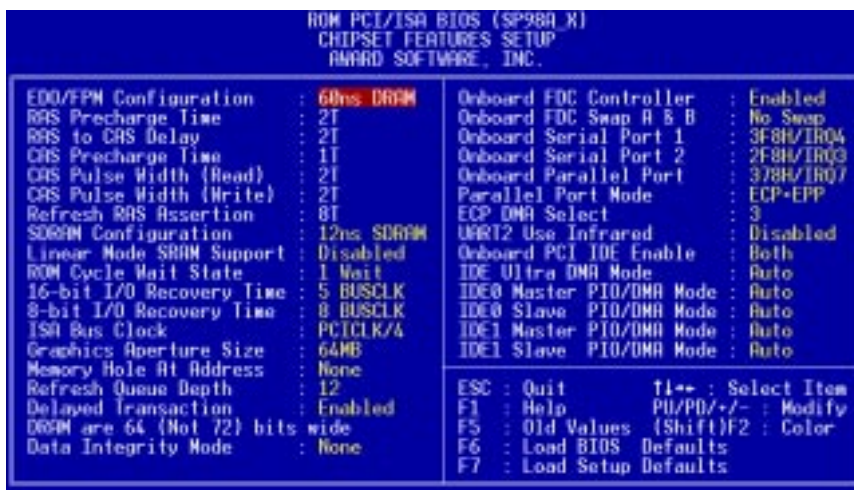 ROM PCI/ISA BIOS (SP98A_X)
CHIPSET FEATURES SETUP
AWARD SOFTWARE, INC.
EDO/FPM Configuration : 60ns DRAM
RAS Precharge Time : 2T
RAS to CAS Delay : 2T
CAS Precharge Time : 1T
CAS Pulse Width (Read) : 2T
CAS Pulse Width (Write) : 2T
Refresh RAS Assertion : 8T
SDRAM Configuration : 12ns SDRAM
Linear Mode SRAM Support : Disabled
ROM Cycle Wait State : 1 Wait
16-bit I/O Recovery Time : 5 BUSCLK
8-bit I/O Recovery Time : 8 BUSCLK
ISA Bus Clock : PCICLK/4
Graphics Aperture Size : 64MB
Memory Hole At Address : None
Refresh Queue Depth : 12
Delayed Transaction : Enabled
DRAM are 64 (Not 72) bits wide
Data Integrity Mode : None
Onboard FDC Controller : Enabled
Onboard FDC Swap A & B : No Swap
Onboard Serial Port 1 : 3F8H/IRQ4
Onboard Serial Port 2 : 2F8H/IRQ3
Onboard Parallel Port : 378H/IRQ7
Parallel Port Mode : ECP+EPP
ECP DMA Select : 3
UART2 Use Infrared : Disabled
Onboard PCI IDE Enable : Both
IDE Ultra DMA Mode : Auto
IDE0 Master PIO/DMA Mode : Auto
IDE0 Slave PIO/DMA Mode : Auto
IDE1 Master PIO/DMA Mode : Auto
IDE1 Slave PIO/DMA Mode : Auto
ESC : Quit ↑↓→← : Select Item
F1 : Help PU/PD/+/- : Modify
F5 : Old Values (Shift)F2 : Color
F6 : Load BIOS Defaults
F7 : Load Setup Defaults